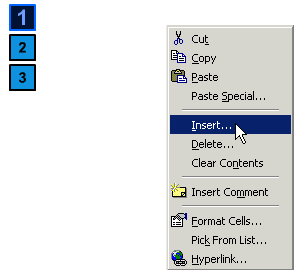 1
2
3
Cut
Copy
Paste
Paste Special...
Insert...
Delete...
Clear Contents
Insert Comment
Format Cells...
Pick From List...
Hyperlink...